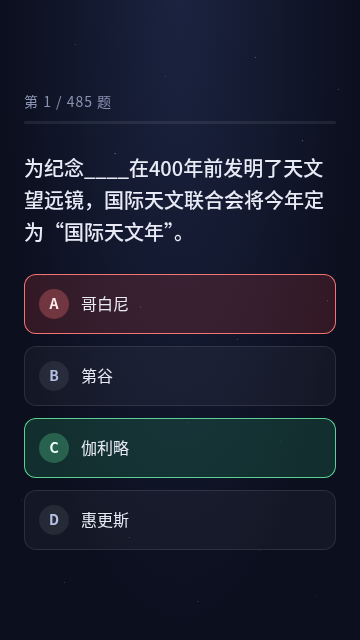 第 1 / 485 题
为纪念____在400年前发明了天文
望远镜，国际天文联合会将今年定
为“国际天文年”。
A 哥白尼
B 第谷
C 伽利略
D 惠更斯